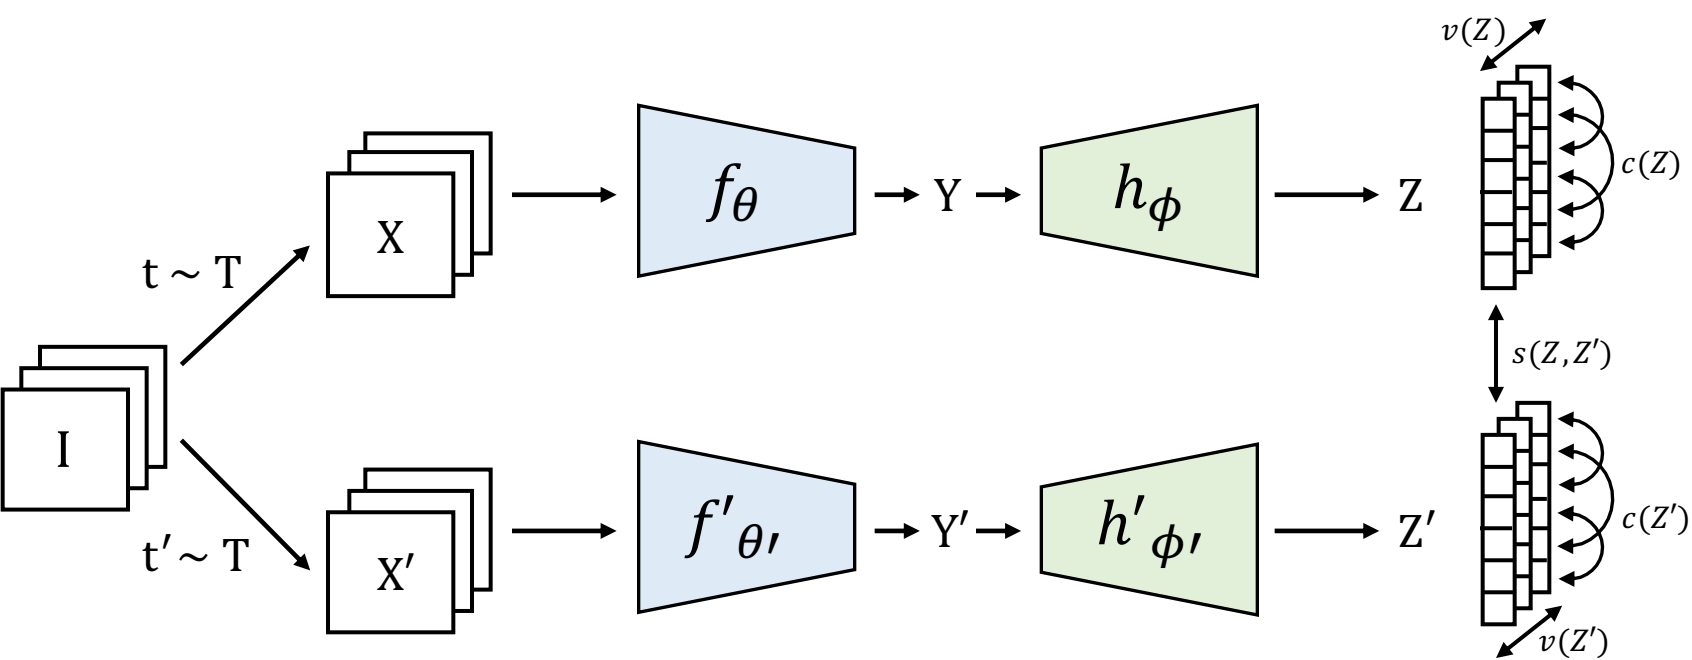 v(Z)
t ~ T
X
f_θ
Y
h_ϕ
Z
c(Z)
s(Z, Z′)
I
t′ ~ T
X′
f′_θ′
Y′
h′_ϕ′
Z′
c(Z′)
v(Z′)